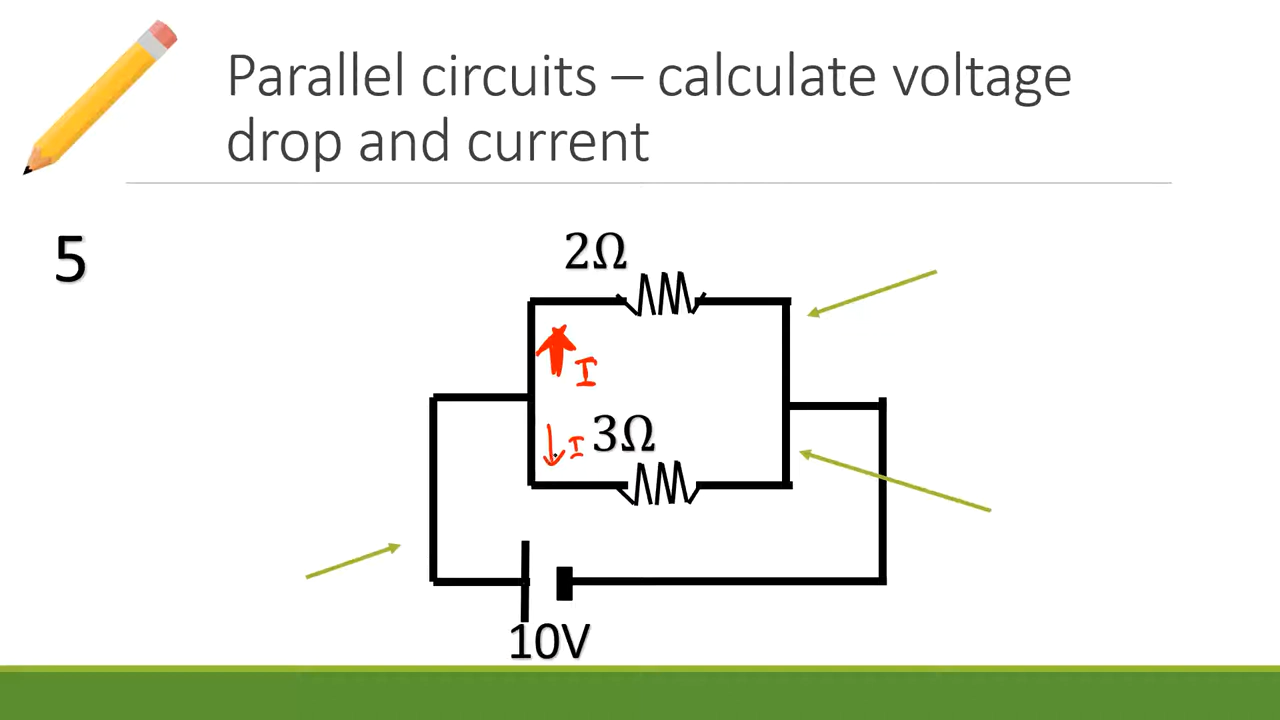 Parallel circuits – calculate voltage
drop and current
5
2Ω
I
3Ω
I
10V